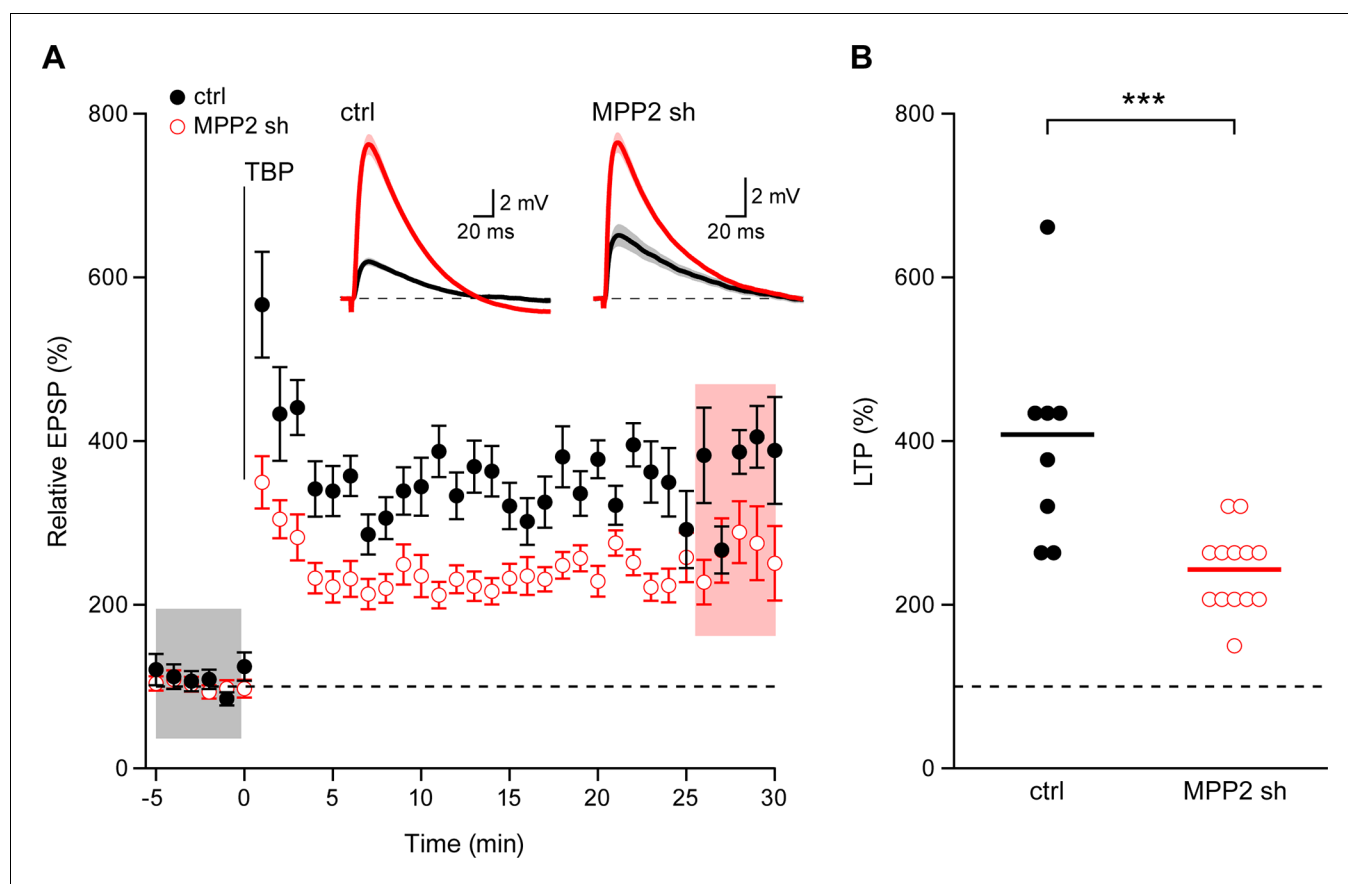 A
B
ctrl
MPP2 sh
TBP
ctrl
MPP2 sh
2 mV
20 ms
2 mV
20 ms
***
800
600
400
200
0
Relative EPSP (%)
-5
0
5
10
15
20
25
30
Time (min)
800
600
400
200
0
LTP (%)
ctrl
MPP2 sh